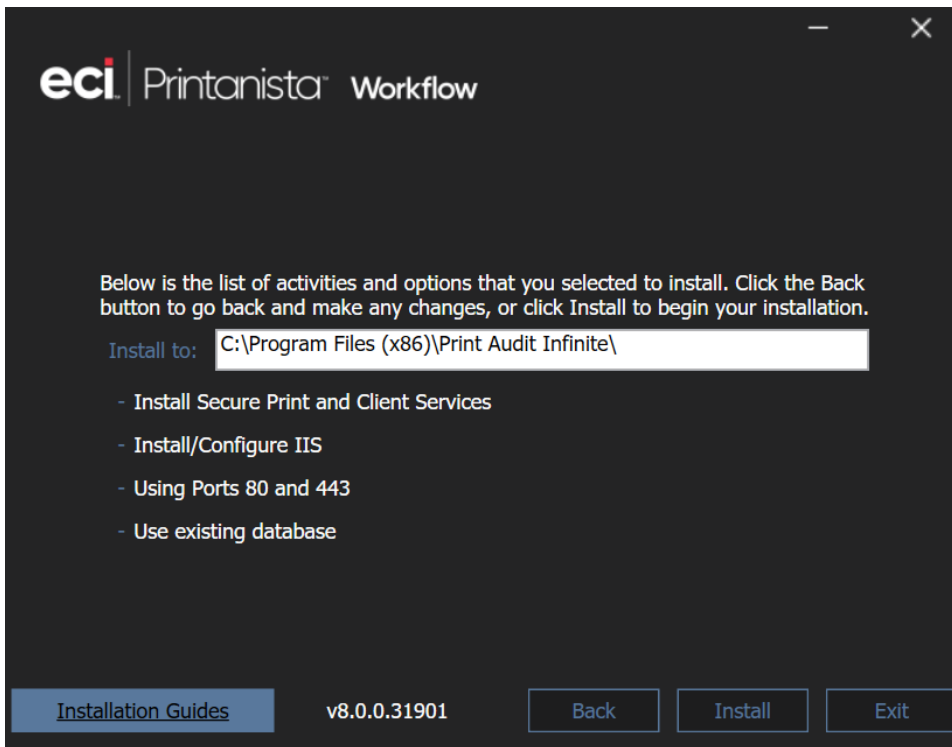 eci Printanista™ Workflow
Below is the list of activities and options that you selected to install. Click the Back
button to go back and make any changes, or click Install to begin your installation.
Install to: C:\Program Files (x86)\Print Audit Infinite\
- Install Secure Print and Client Services
- Install/Configure IIS
- Using Ports 80 and 443
- Use existing database
Installation Guides v8.0.0.31901 Back Install Exit